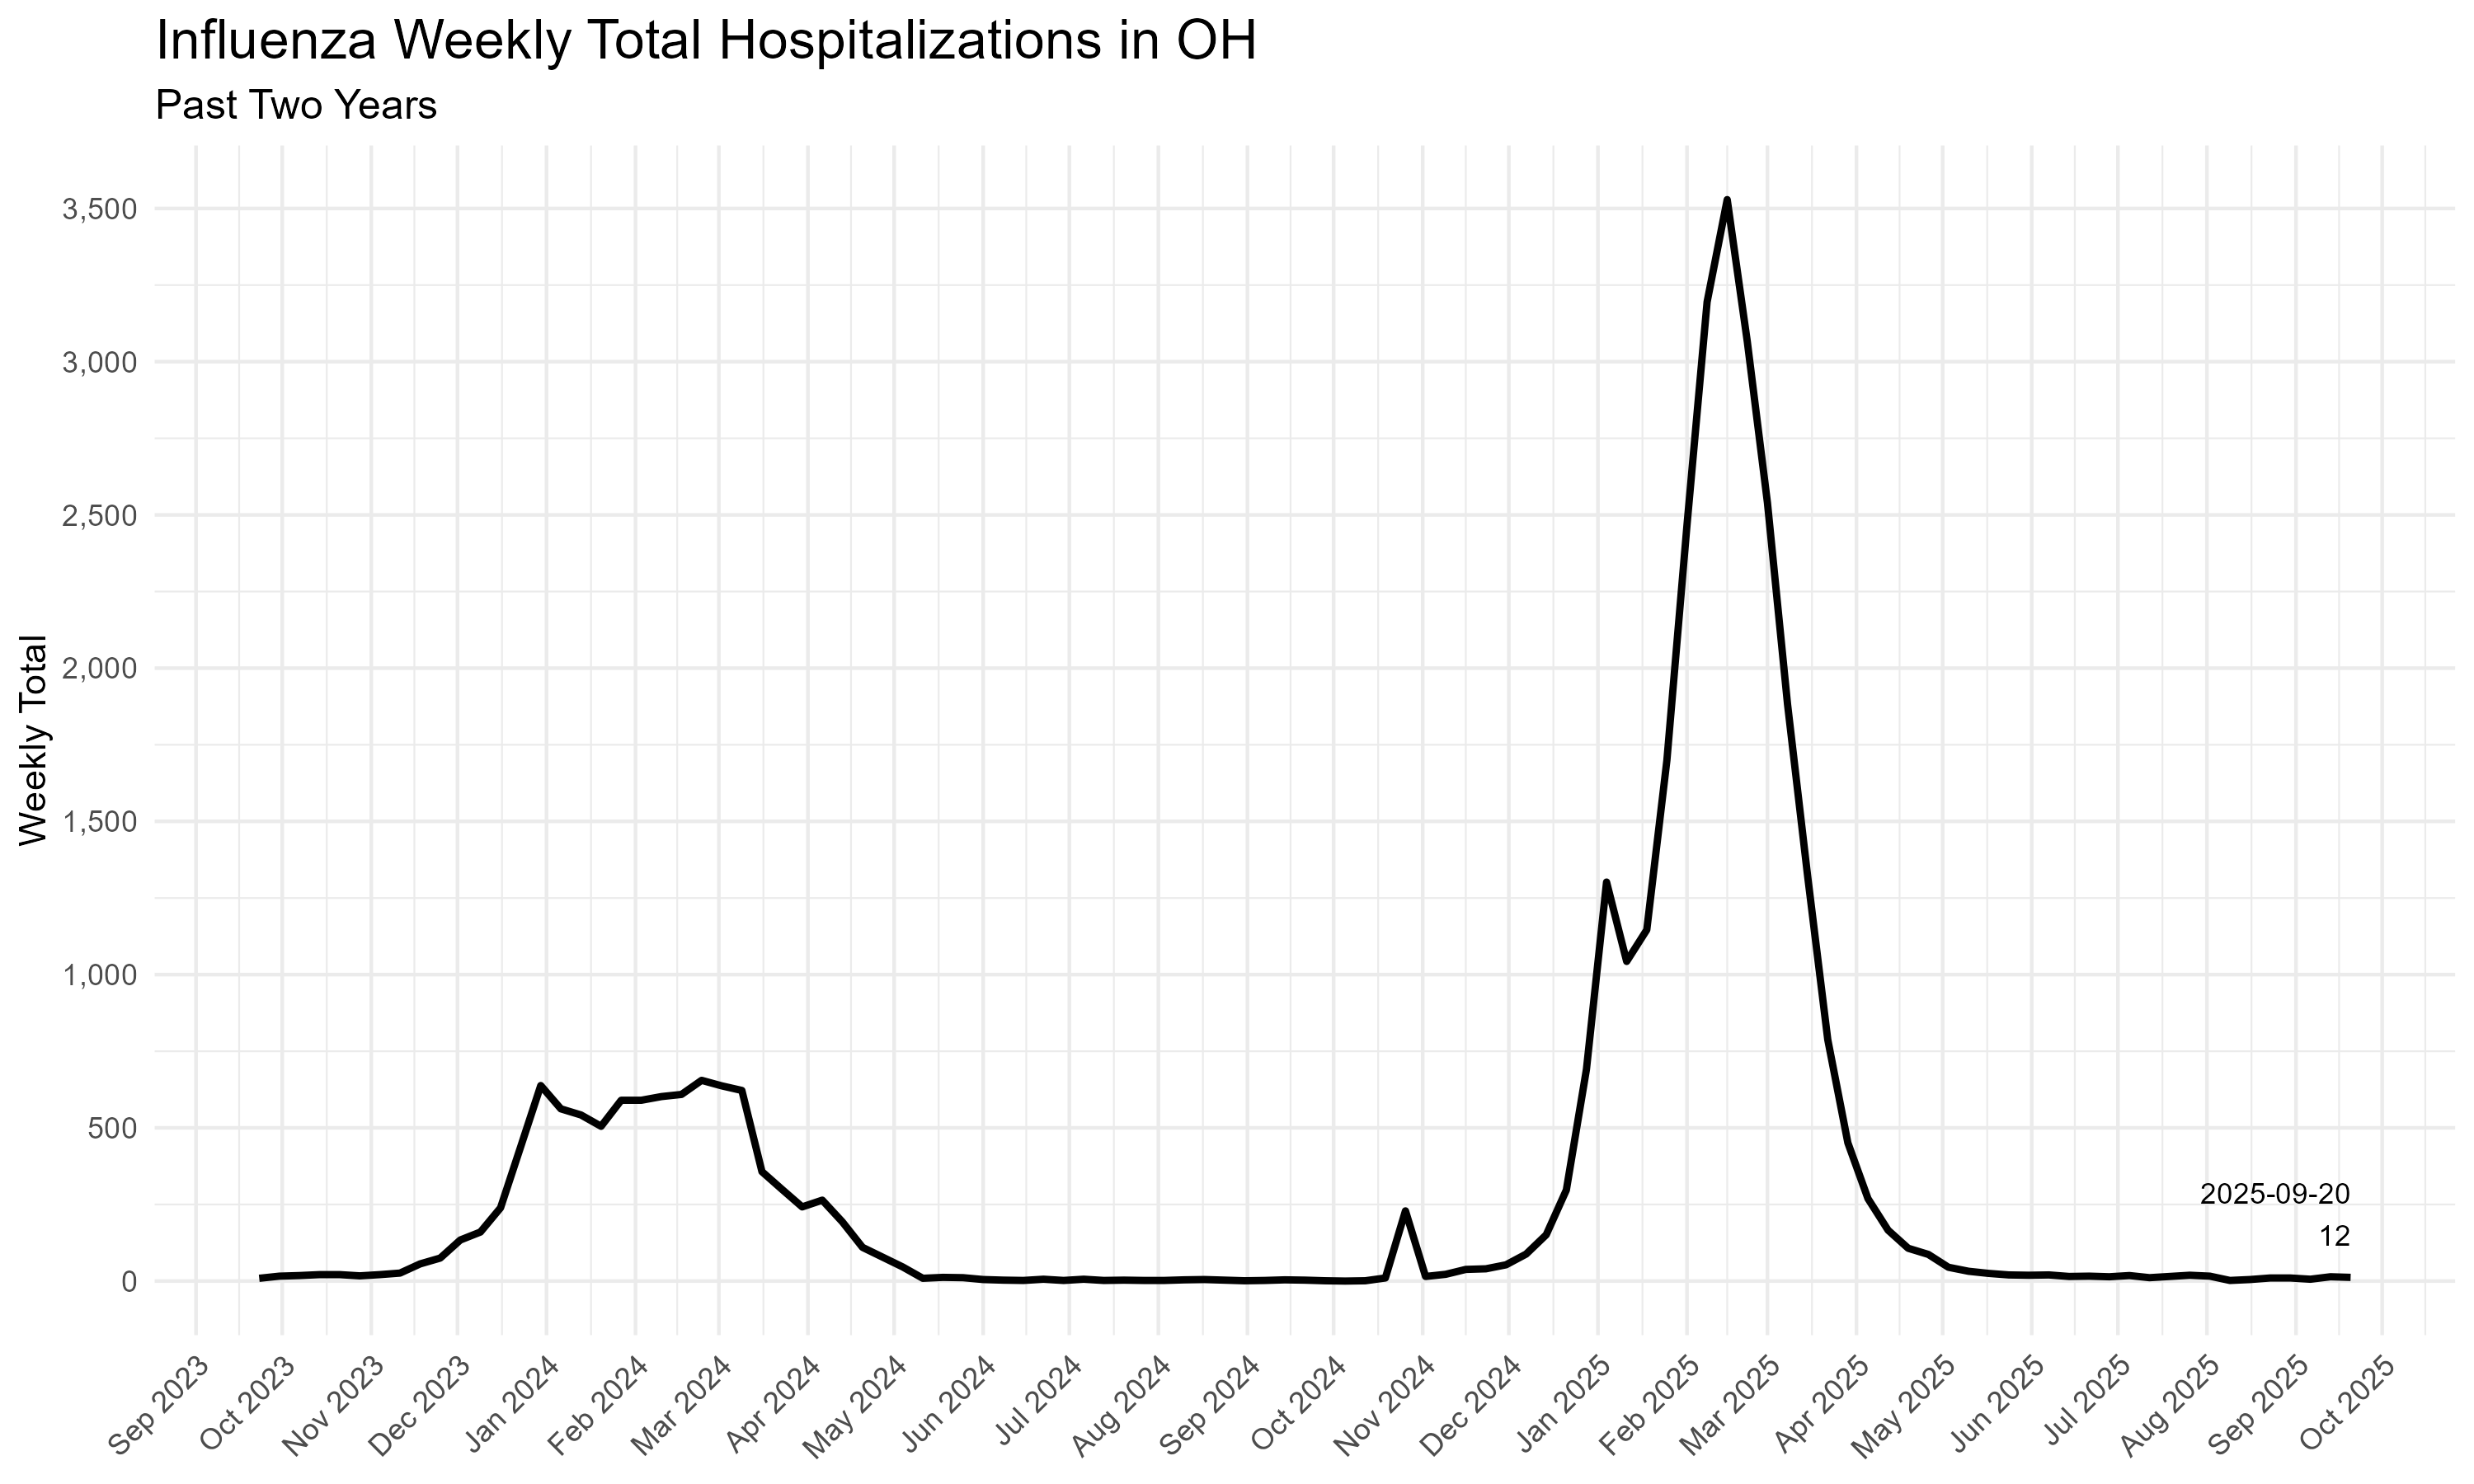 Influenza Weekly Total Hospitalizations in OH
Past Two Years
Weekly Total
3,500
3,000
2,500
2,000
1,500
1,000
500
0
2025-09-20
12
Sep 2023
Oct 2023
Nov 2023
Dec 2023
Jan 2024
Feb 2024
Mar 2024
Apr 2024
May 2024
Jun 2024
Jul 2024
Aug 2024
Sep 2024
Oct 2024
Nov 2024
Dec 2024
Jan 2025
Feb 2025
Mar 2025
Apr 2025
May 2025
Jun 2025
Jul 2025
Aug 2025
Sep 2025
Oct 2025